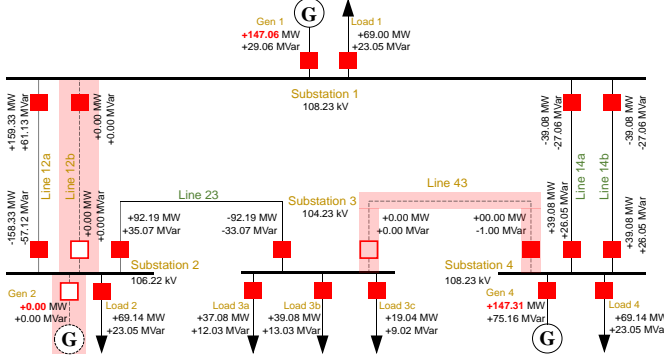 Gen 1
G
Load 1
+147.06 MW
+29.06 MVar
+69.00 MW
+23.05 MVar
Substation 1
108.23 kV
+159.33 MW
+61.13 MVar
Line 12a
-158.33 MW
-57.12 MVar
Line 12b
+0.00 MW
+0.00 MVar
+0.00 MW
+0.00 MVar
-39.08 MW
-27.06 MVar
Line 14a
+39.08 MW
+26.05 MVar
-39.08 MW
-27.06 MVar
Line 14b
+39.08 MW
+26.05 MVar
Line 23
+92.19 MW
+35.07 MVar
-92.19 MW
-33.07 MVar
Substation 3
104.23 kV
Line 43
+0.00 MW
+0.00 MVar
+00.00 MW
-1.00 MVar
Substation 2
106.22 kV
Substation 4
108.23 kV
Gen 2
+0.00 MW
+0.00 MVar
G
Load 2
+69.14 MW
+23.05 MVar
Load 3a
+37.08 MW
+12.03 MVar
Load 3b
+39.08 MW
+13.03 MVar
Load 3c
+19.04 MW
+9.02 MVar
Gen 4
+147.31 MW
+75.16 MVar
G
Load 4
+69.14 MW
+23.05 MVar